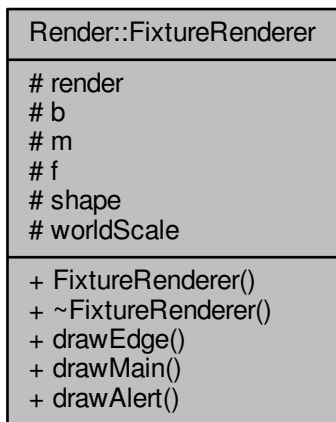 Render::FixtureRenderer
# render
# b
# m
# f
# shape
# worldScale
+ FixtureRenderer()
+ ~FixtureRenderer()
+ drawEdge()
+ drawMain()
+ drawAlert()